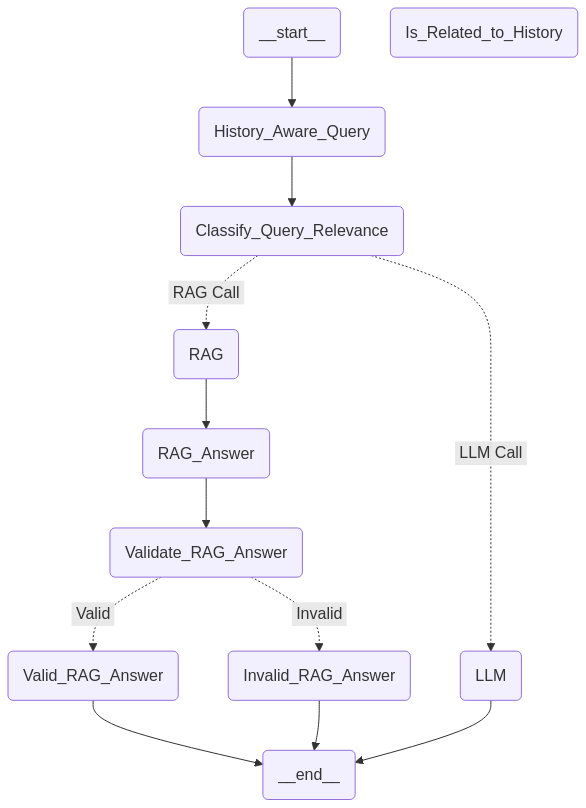 __start__
Is_Related_to_History
History_Aware_Query
Classify_Query_Relevance
RAG Call
RAG
RAG_Answer
LLM Call
Validate_RAG_Answer
Valid
Invalid
Valid_RAG_Answer
Invalid_RAG_Answer
LLM
__end__